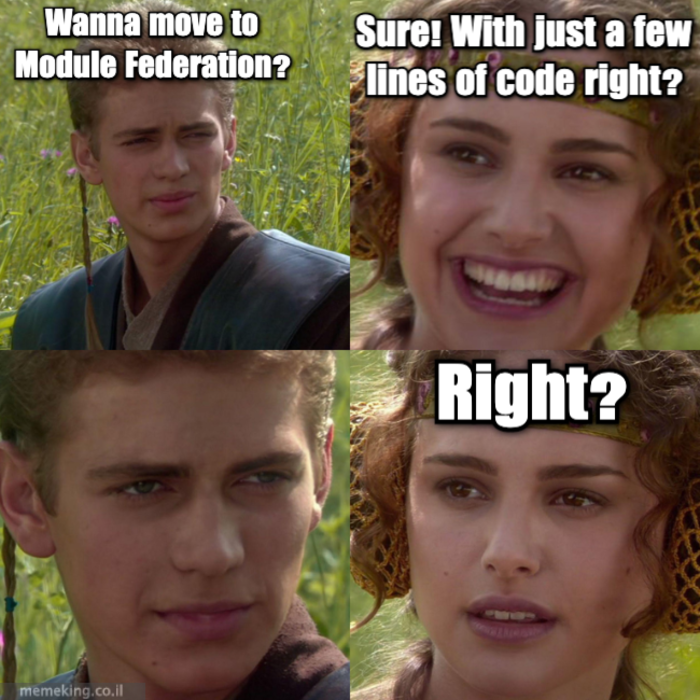 Wanna move to
Module Federation?
Sure! With just a few
lines of code right?
Right?
memeking.co.il